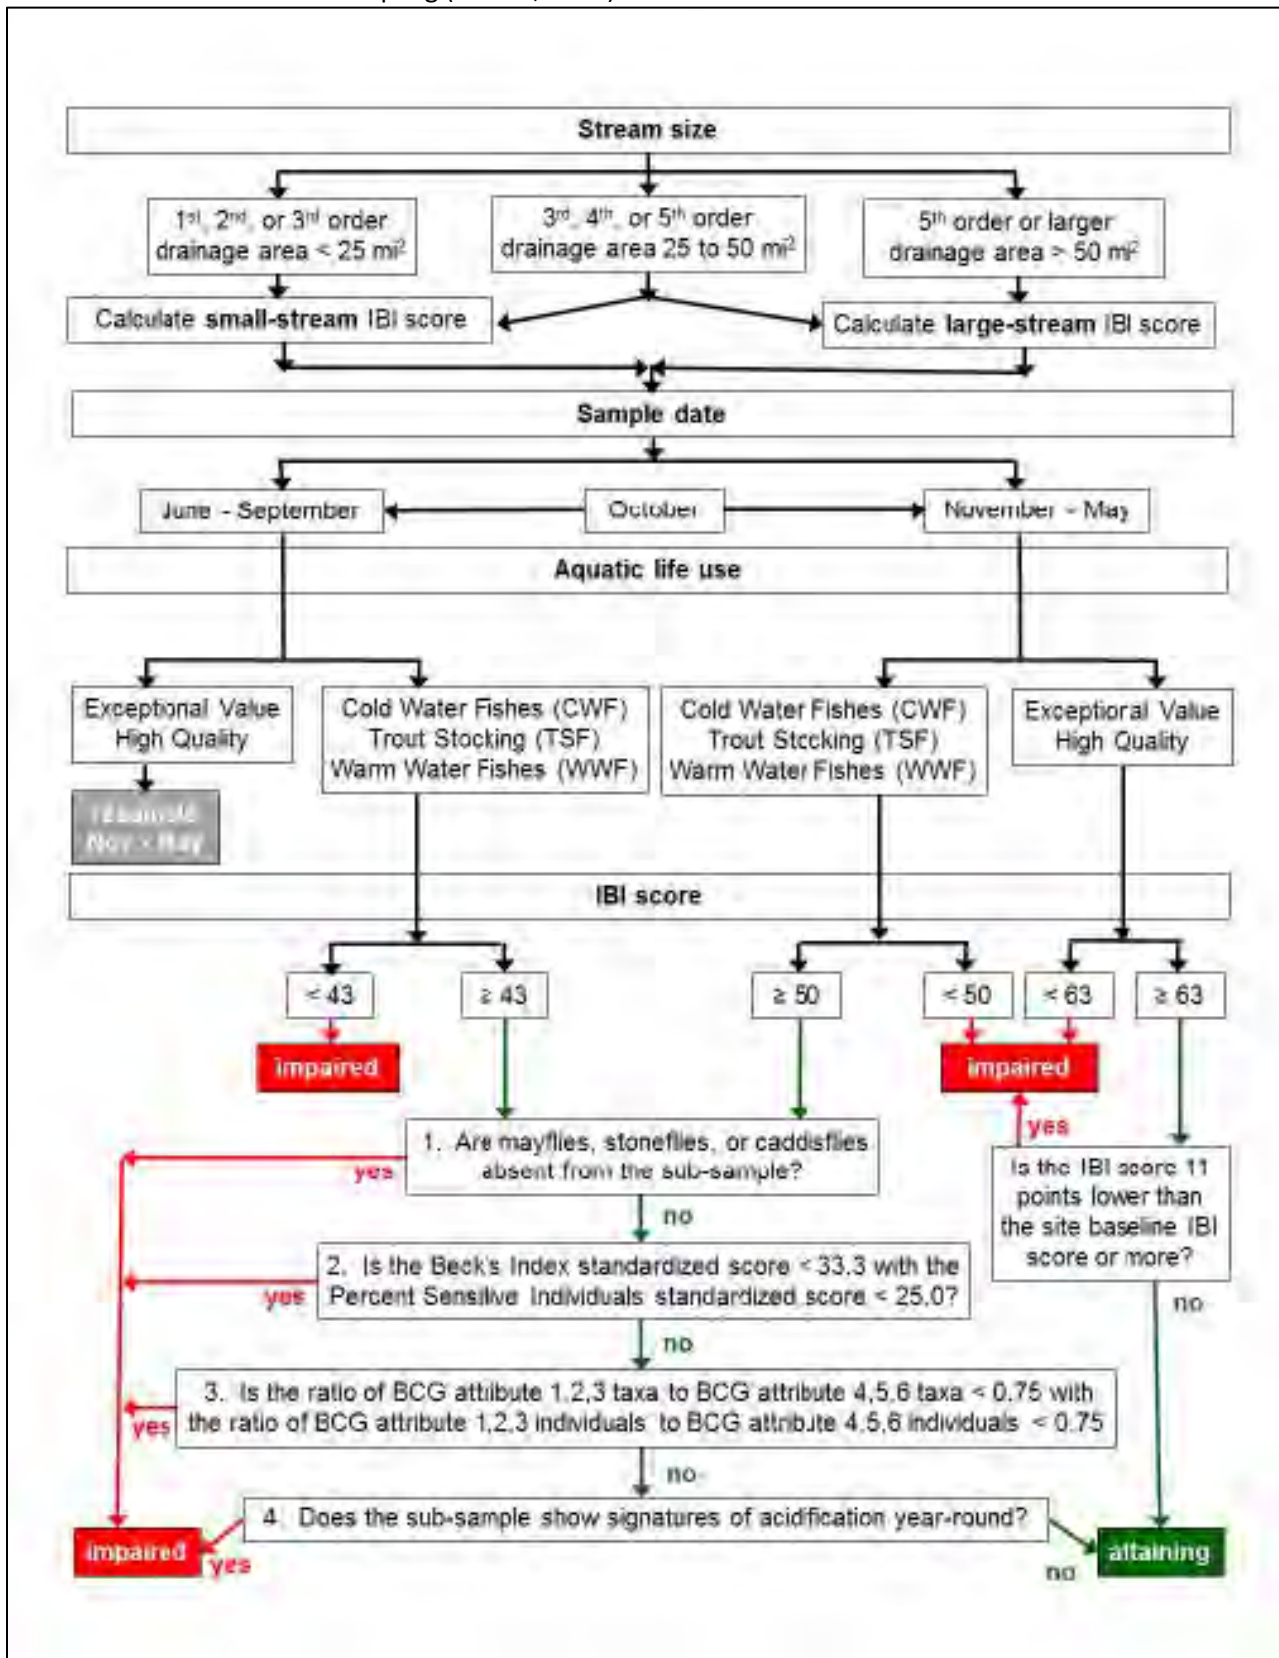 Stream size
1st, 2nd, or 3rd order
drainage area < 25 mi²
3rd, 4th, or 5th order
drainage area 25 to 50 mi²
5th order or larger
drainage area > 50 mi²
Calculate small-stream IBI score
Calculate large-stream IBI score
Sample date
June - September
October
November - May
Aquatic life use
Exceptional Value
High Quality
Cold Water Fishes (CWF)
Trout Stocking (TSF)
Warm Water Fishes (WWF)
Cold Water Fishes (CWF)
Trout Stocking (TSF)
Warm Water Fishes (WWF)
Exceptional Value
High Quality
resample
Nov - May
IBI score
< 43
≥ 43
≥ 50
< 50
< 63
≥ 63
impaired
impaired
yes
1. Are mayflies, stoneflies, or caddisflies
absent from the sub-sample?
yes
no
Is the IBI score 11
points lower than
the site baseline IBI
score or more?
no
2. Is the Beck's Index standardized score < 33.3 with the
Percent Sensitive Individuals standardized score < 25.0?
yes
no
3. Is the ratio of BCG attribute 1,2,3 taxa to BCG attribute 4,5,6 taxa < 0.75 with
the ratio of BCG attribute 1,2,3 individuals to BCG attribute 4,5,6 individuals < 0.75
yes
no
4. Does the sub-sample show signatures of acidification year-round?
impaired
yes
no
attaining